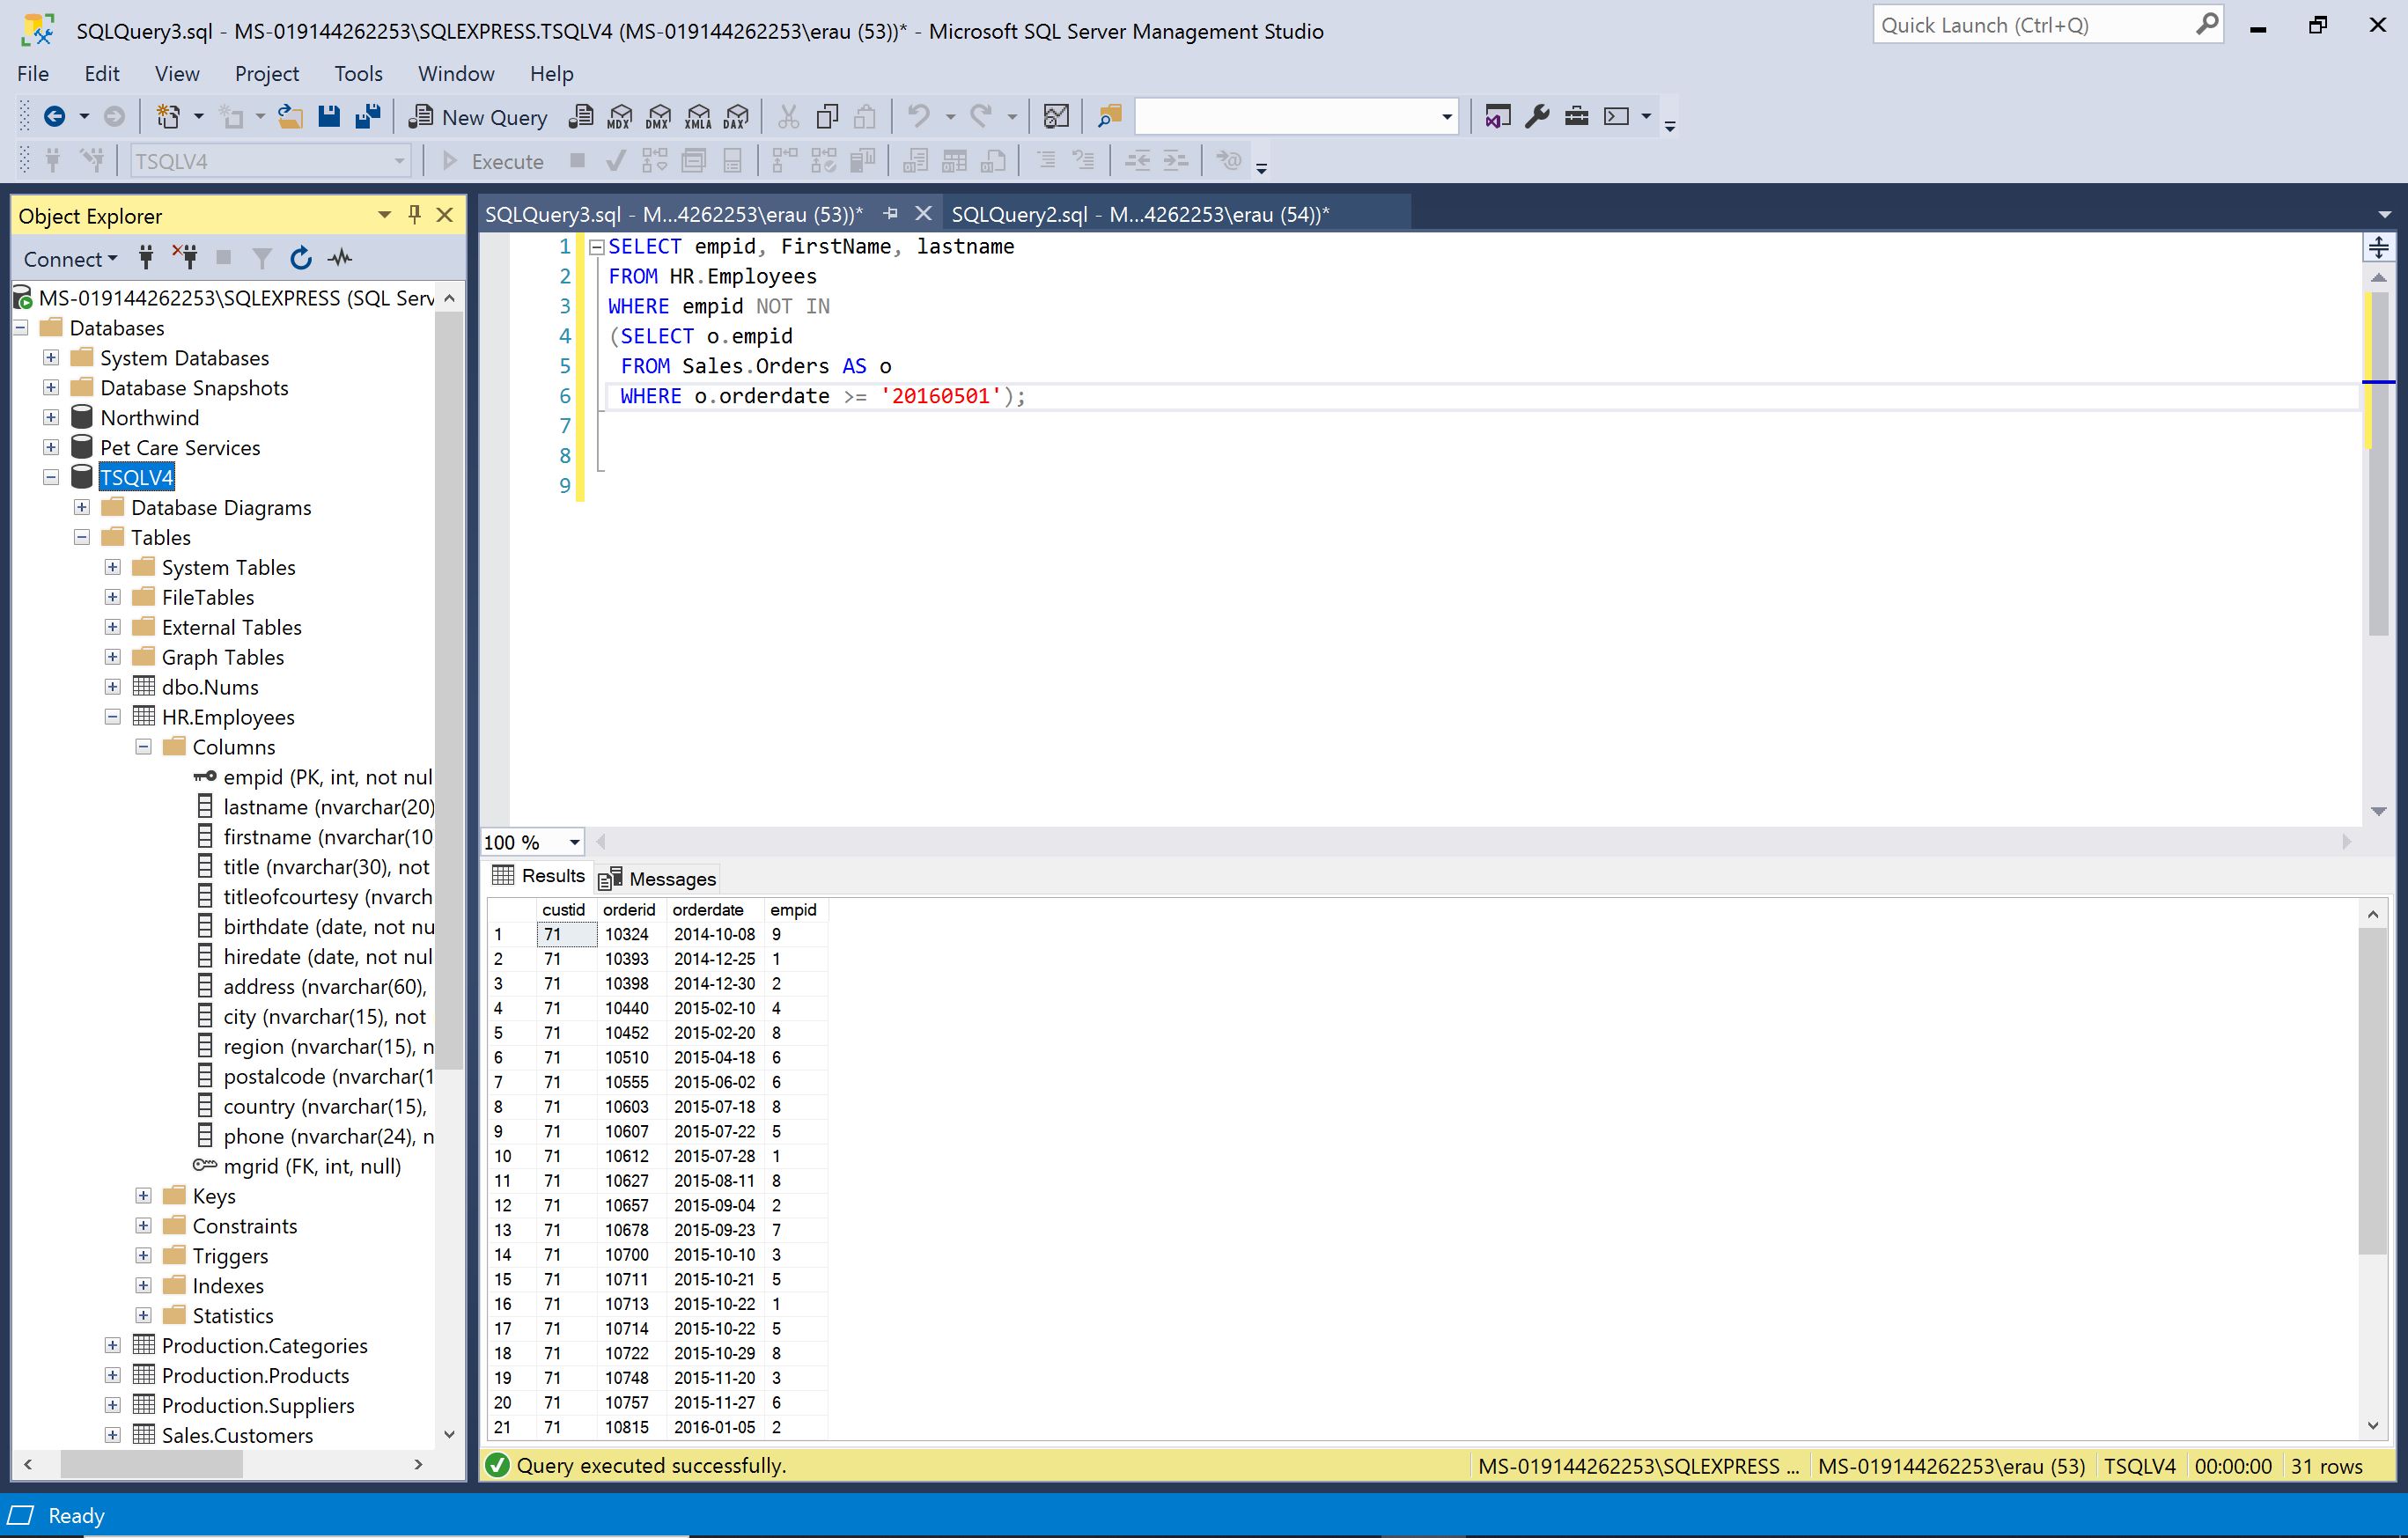 SQLQuery3.sql - MS-019144262253\SQLEXPRESS.TSQLV4 (MS-019144262253\erau (53))* - Microsoft SQL Server Management Studio
Quick Launch (Ctrl+Q)
File Edit View Project Tools Window Help
New Query MDX DMX XMLA DAX
TSQLV4 Execute
Object Explorer
Connect
MS-019144262253\SQLEXPRESS (SQL Serv
Databases
System Databases
Database Snapshots
Northwind
Pet Care Services
TSQLV4
Database Diagrams
Tables
System Tables
FileTables
External Tables
Graph Tables
dbo.Nums
HR.Employees
Columns
empid (PK, int, not nul
lastname (nvarchar(20)
firstname (nvarchar(10
title (nvarchar(30), not
titleofcourtesy (nvarch
birthdate (date, not nu
hiredate (date, not nul
address (nvarchar(60),
city (nvarchar(15), not
region (nvarchar(15), n
postalcode (nvarchar(1
country (nvarchar(15),
phone (nvarchar(24), n
mgrid (FK, int, null)
Keys
Constraints
Triggers
Indexes
Statistics
Production.Categories
Production.Products
Production.Suppliers
Sales.Customers
SQLQuery3.sql - M...4262253\erau (53))* SQLQuery2.sql - M...4262253\erau (54))*
1 SELECT empid, FirstName, lastname
2 FROM HR.Employees
3 WHERE empid NOT IN
4 (SELECT o.empid
5 FROM Sales.Orders AS o
6 WHERE o.orderdate >= '20160501');
7
8
9
100 %
Results Messages
custid orderid orderdate empid
1 71 10324 2014-10-08 9
2 71 10393 2014-12-25 1
3 71 10398 2014-12-30 2
4 71 10440 2015-02-10 4
5 71 10452 2015-02-20 8
6 71 10510 2015-04-18 6
7 71 10555 2015-06-02 6
8 71 10603 2015-07-18 8
9 71 10607 2015-07-22 5
10 71 10612 2015-07-28 1
11 71 10627 2015-08-11 8
12 71 10657 2015-09-04 2
13 71 10678 2015-09-23 7
14 71 10700 2015-10-10 3
15 71 10711 2015-10-21 5
16 71 10713 2015-10-22 1
17 71 10714 2015-10-22 5
18 71 10722 2015-10-29 8
19 71 10748 2015-11-20 3
20 71 10757 2015-11-27 6
21 71 10815 2016-01-05 2
Query executed successfully. MS-019144262253\SQLEXPRESS ... MS-019144262253\erau (53) TSQLV4 00:00:00 31 rows
Ready